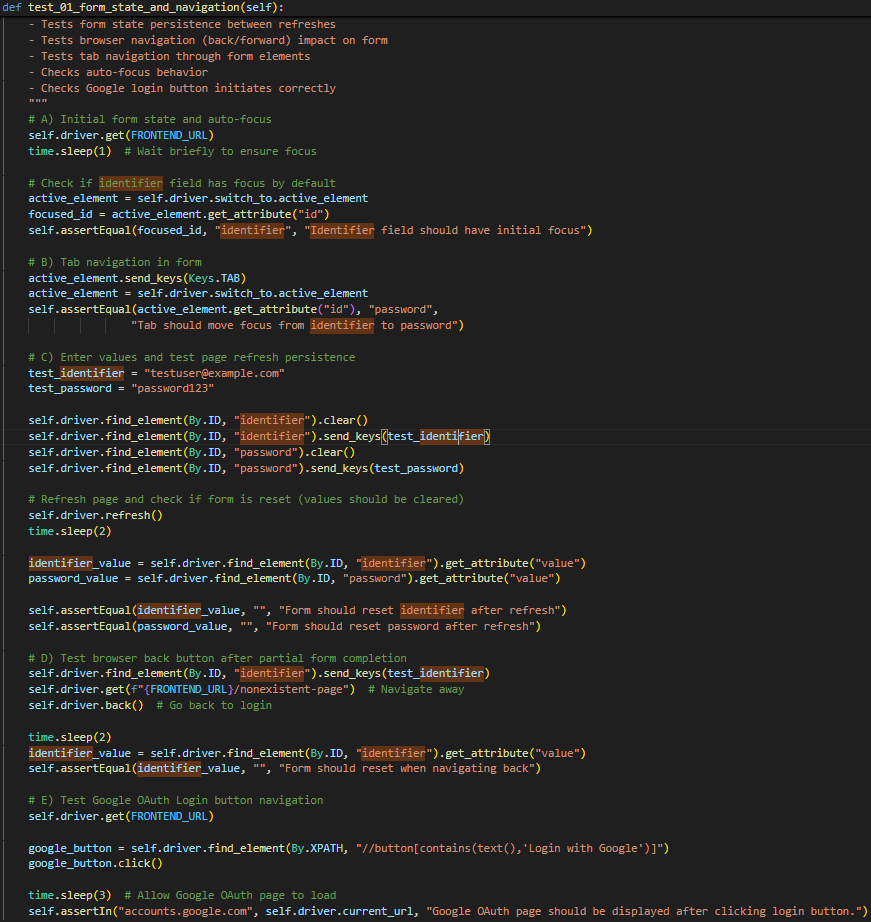 def test_01_form_state_and_navigation(self):
- Tests form state persistence between refreshes
- Tests browser navigation (back/forward) impact on form
- Tests tab navigation through form elements
- Checks auto-focus behavior
- Checks Google login button initiates correctly
"""
# A) Initial form state and auto-focus
self.driver.get(FRONTEND_URL)
time.sleep(1)  # Wait briefly to ensure focus
# Check if identifier field has focus by default
active_element = self.driver.switch_to.active_element
focused_id = active_element.get_attribute("id")
self.assertEqual(focused_id, "identifier", "Identifier field should have initial focus")
# B) Tab navigation in form
active_element.send_keys(Keys.TAB)
active_element = self.driver.switch_to.active_element
self.assertEqual(active_element.get_attribute("id"), "password",
"Tab should move focus from identifier to password")
# C) Enter values and test page refresh persistence
test_identifier = "testuser@example.com"
test_password = "password123"
self.driver.find_element(By.ID, "identifier").clear()
self.driver.find_element(By.ID, "identifier").send_keys(test_identifier)
self.driver.find_element(By.ID, "password").clear()
self.driver.find_element(By.ID, "password").send_keys(test_password)
# Refresh page and check if form is reset (values should be cleared)
self.driver.refresh()
time.sleep(2)
identifier_value = self.driver.find_element(By.ID, "identifier").get_attribute("value")
password_value = self.driver.find_element(By.ID, "password").get_attribute("value")
self.assertEqual(identifier_value, "", "Form should reset identifier after refresh")
self.assertEqual(password_value, "", "Form should reset password after refresh")
# D) Test browser back button after partial form completion
self.driver.find_element(By.ID, "identifier").send_keys(test_identifier)
self.driver.get(f"{FRONTEND_URL}/nonexistent-page")  # Navigate away
self.driver.back()  # Go back to login
time.sleep(2)
identifier_value = self.driver.find_element(By.ID, "identifier").get_attribute("value")
self.assertEqual(identifier_value, "", "Form should reset when navigating back")
# E) Test Google OAuth Login button navigation
self.driver.get(FRONTEND_URL)
google_button = self.driver.find_element(By.XPATH, "//button[contains(text(),'Login with Google')]")
google_button.click()
time.sleep(3)  # Allow Google OAuth page to load
self.assertIn("accounts.google.com", self.driver.current_url, "Google OAuth page should be displayed after clicking login button.")